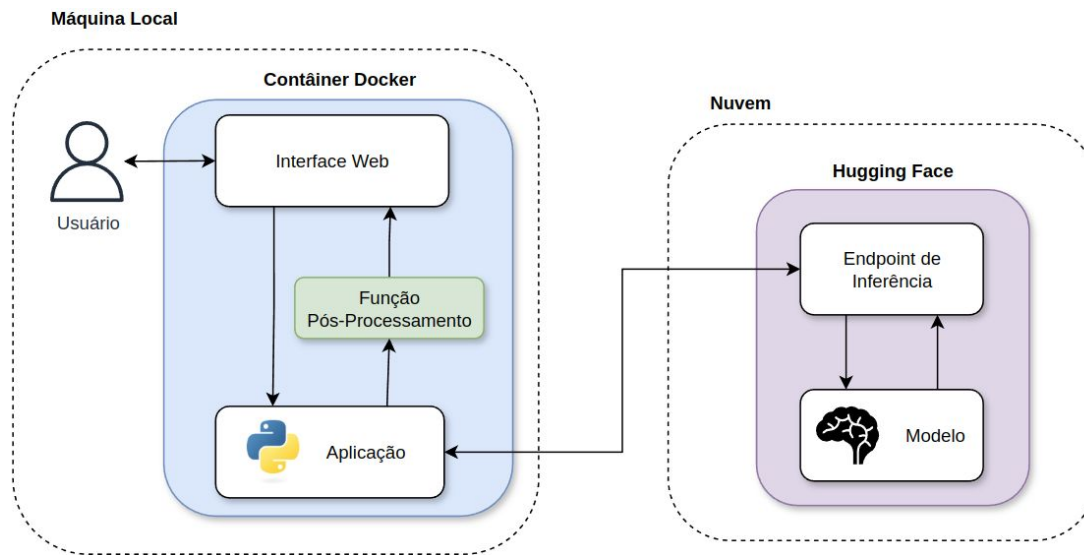 Máquina Local
Contâiner Docker
Interface Web
Usuário
Função
Pós-Processamento
Aplicação
Nuvem
Hugging Face
Endpoint de
Inferência
Modelo